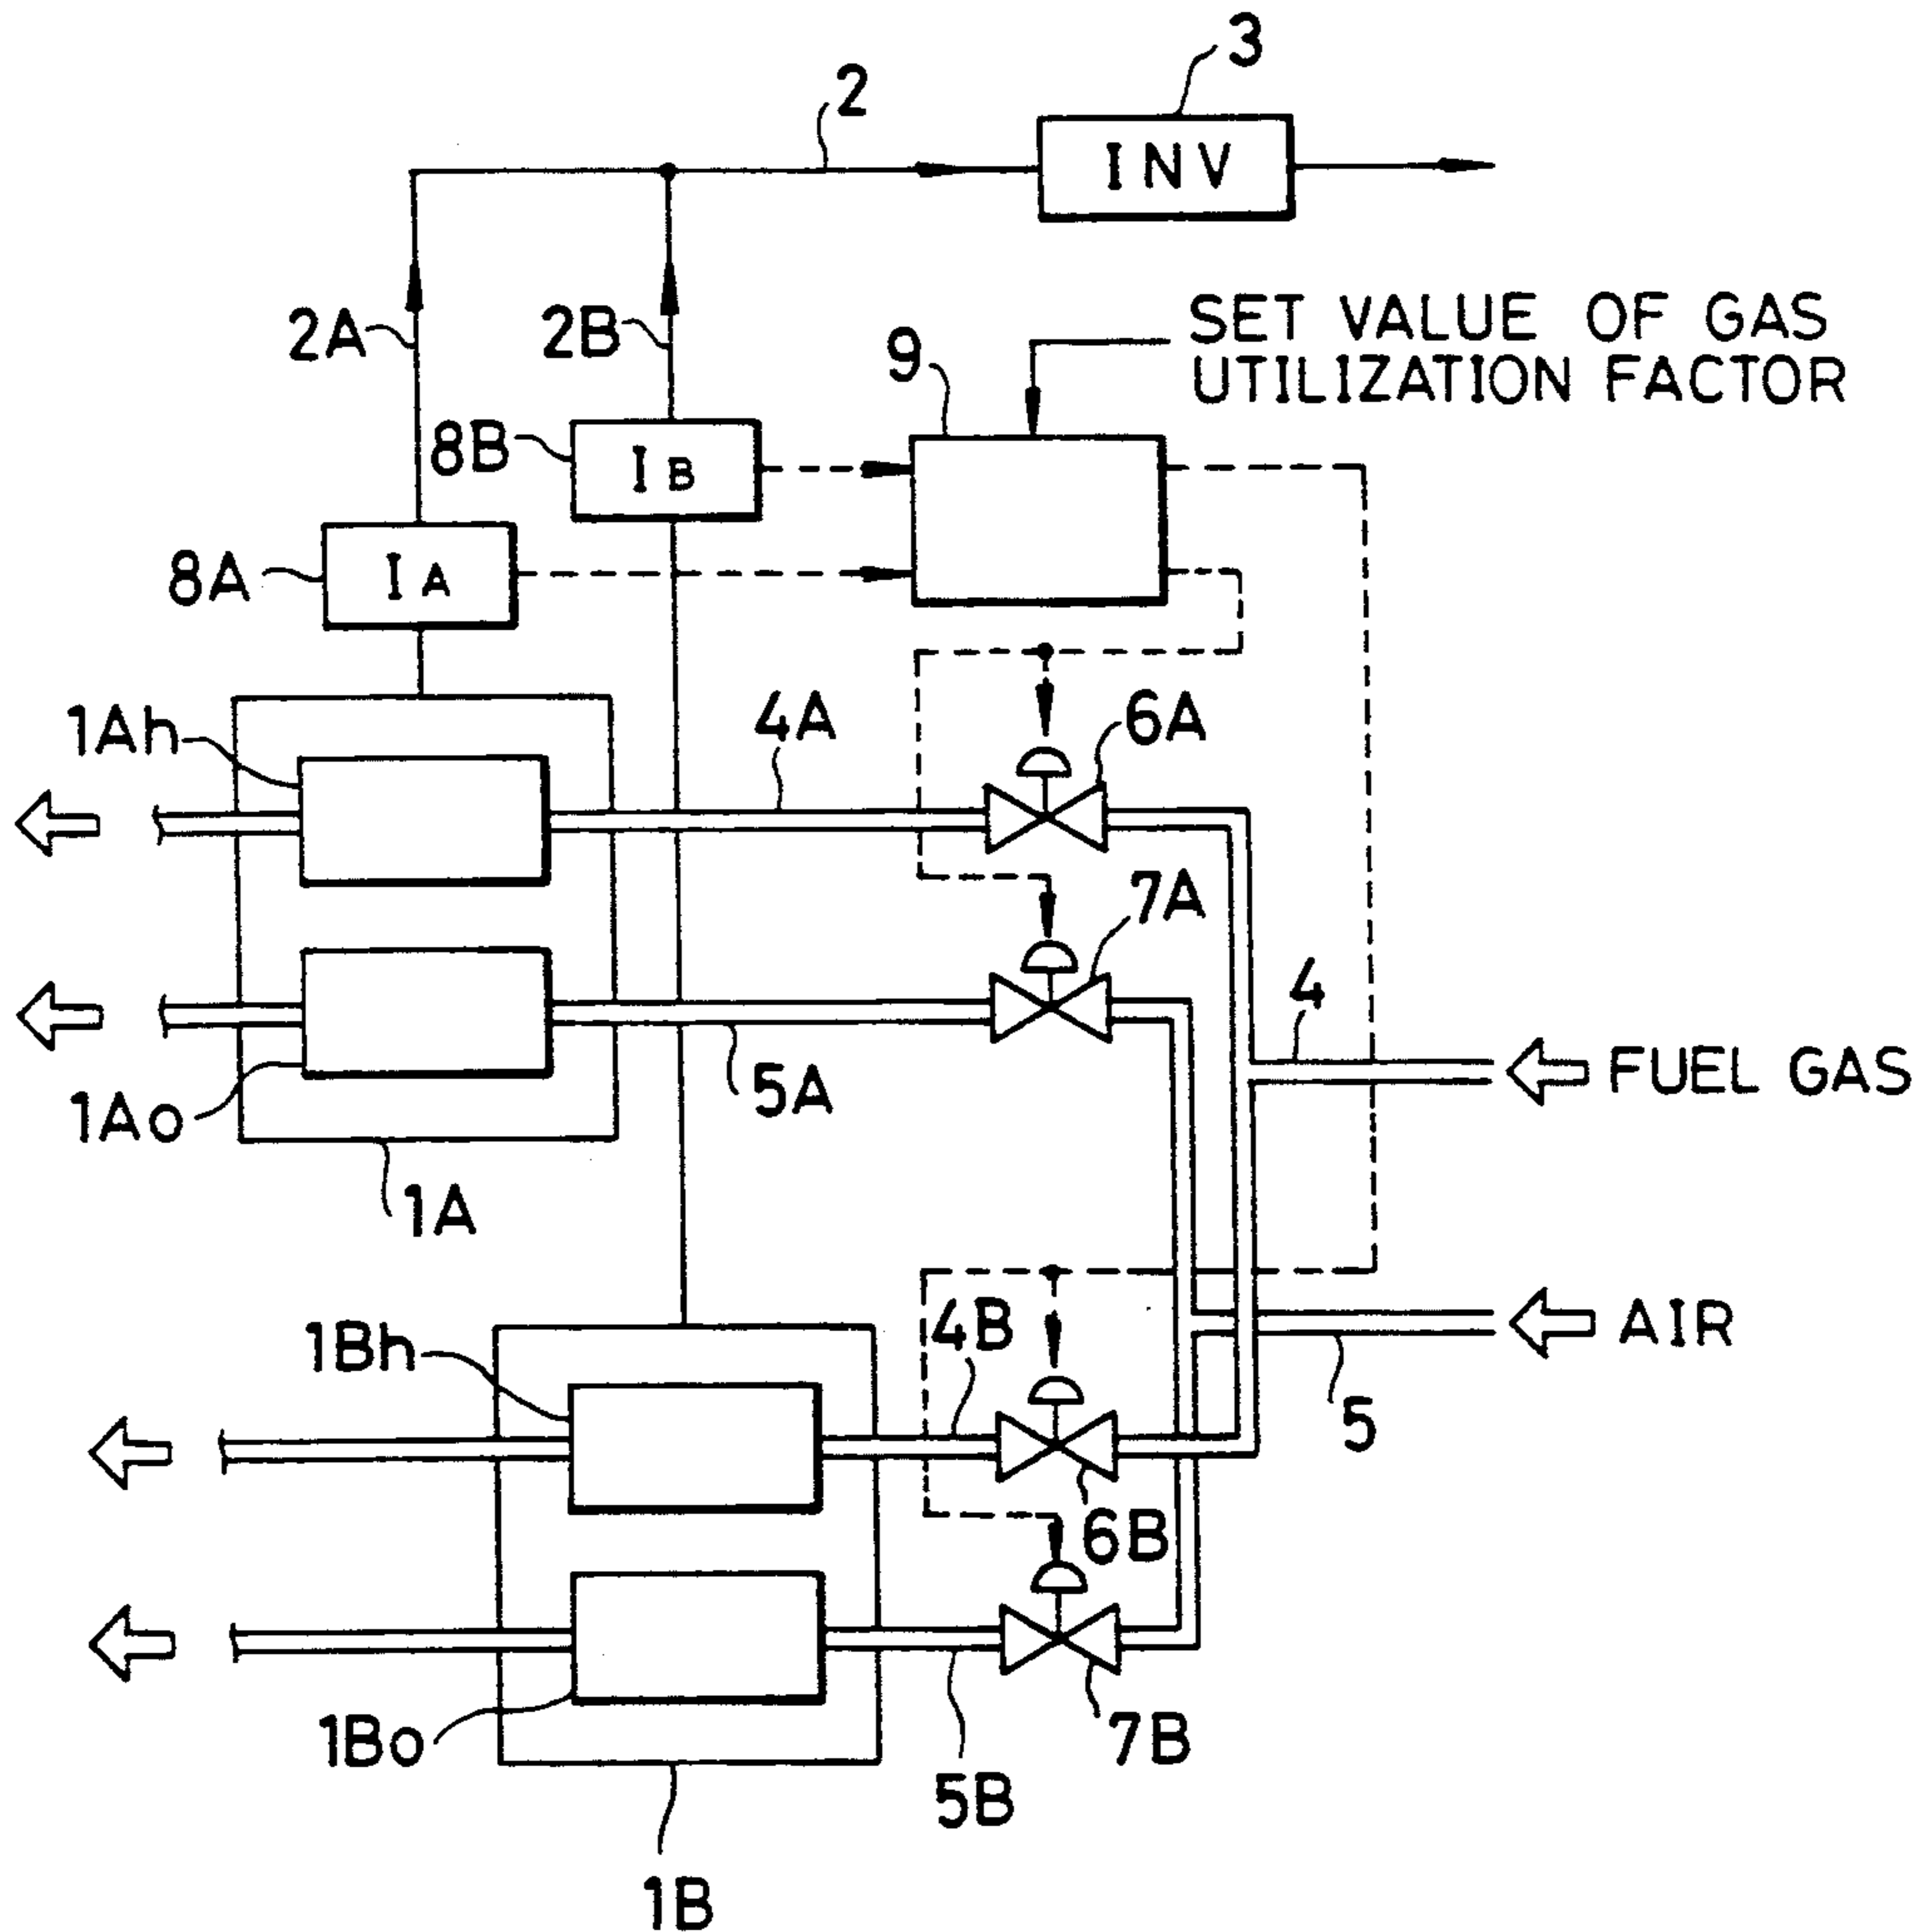 3
2
INV
2A
2B
9
SET VALUE OF GAS
UTILIZATION FACTOR
8B
IB
8A
IA
1Ah
4A
6A
7A
4
FUEL GAS
5A
1Ao
1A
1Bh
4B
AIR
5
6B
1Bo
7B
5B
1B